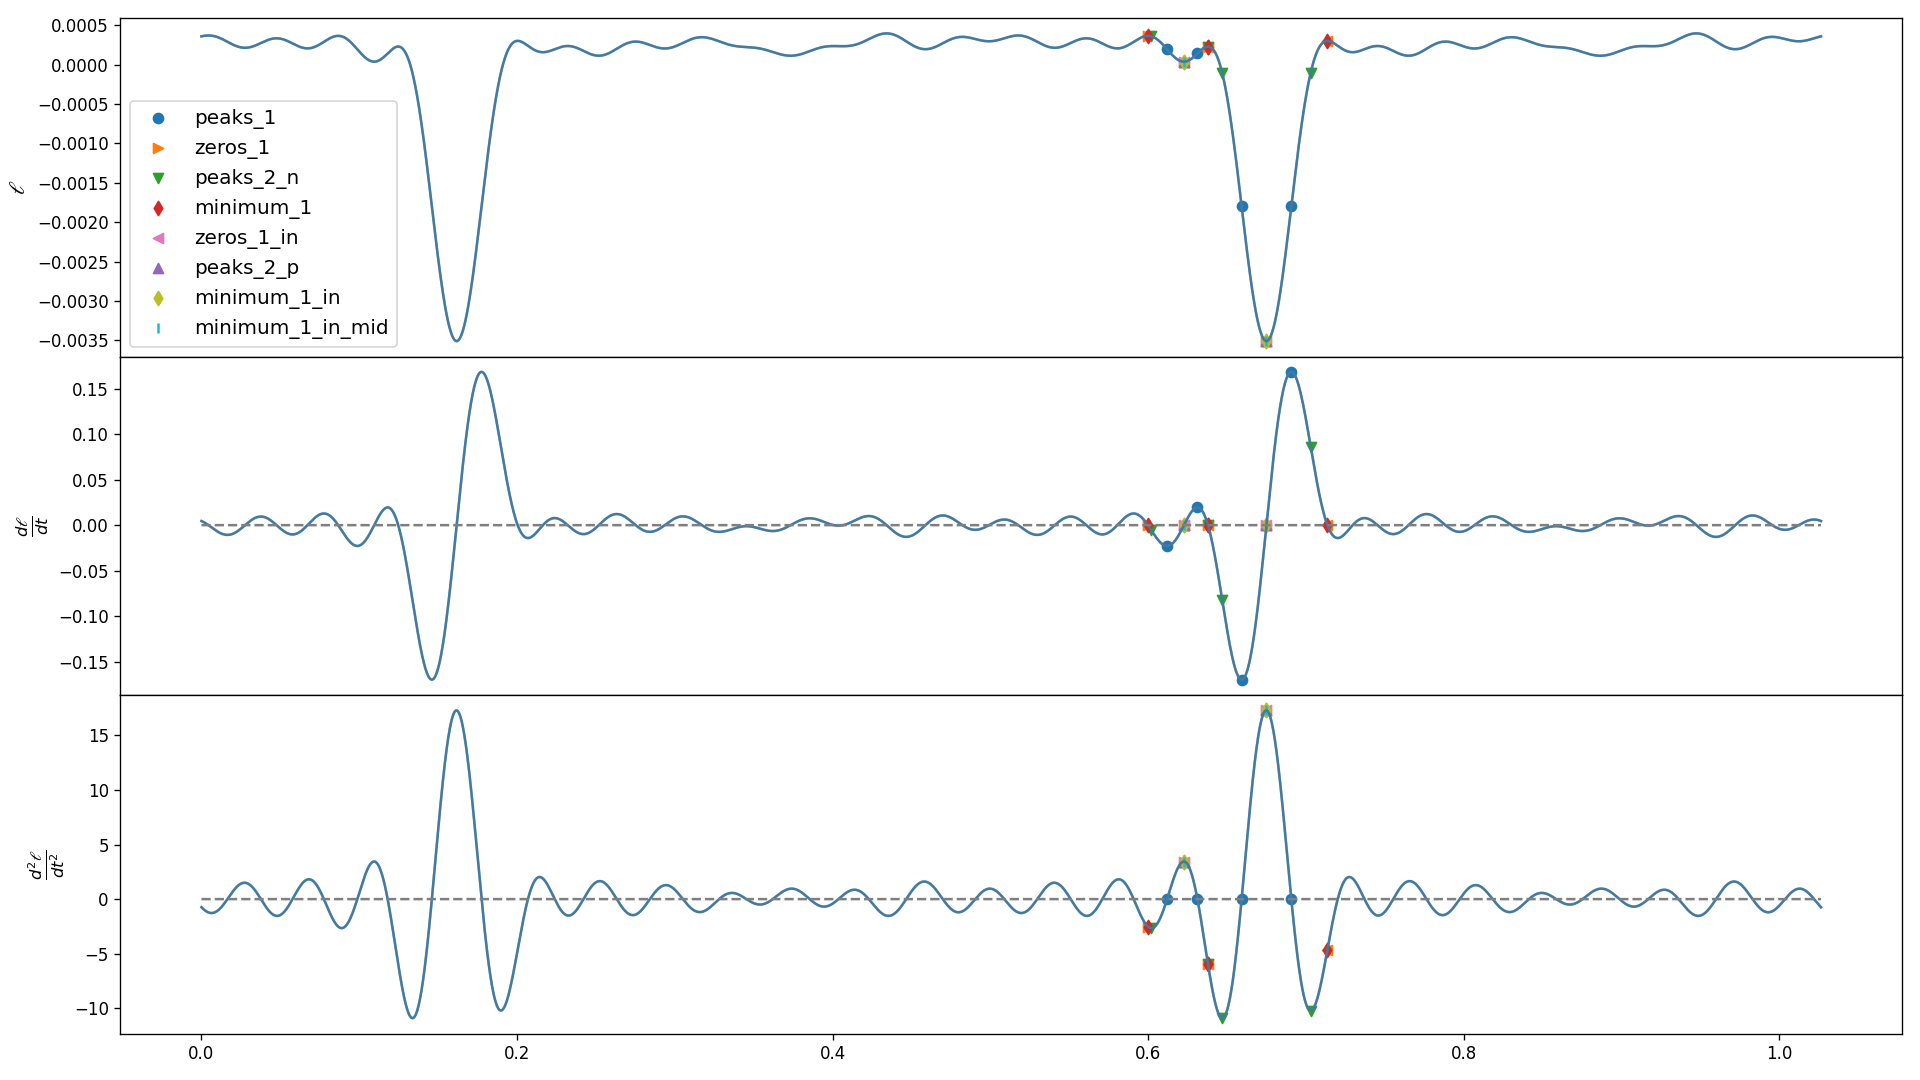 0.0005
0.0000
−0.0005
−0.0010
−0.0015
−0.0020
−0.0025
−0.0030
−0.0035
ℓ
peaks_1
zeros_1
peaks_2_n
minimum_1
zeros_1_in
peaks_2_p
minimum_1_in
minimum_1_in_mid
0.15
0.10
0.05
0.00
−0.05
−0.10
−0.15
dℓ
dt
15
10
5
0
−5
−10
d²ℓ
dt²
0.0 0.2 0.4 0.6 0.8 1.0